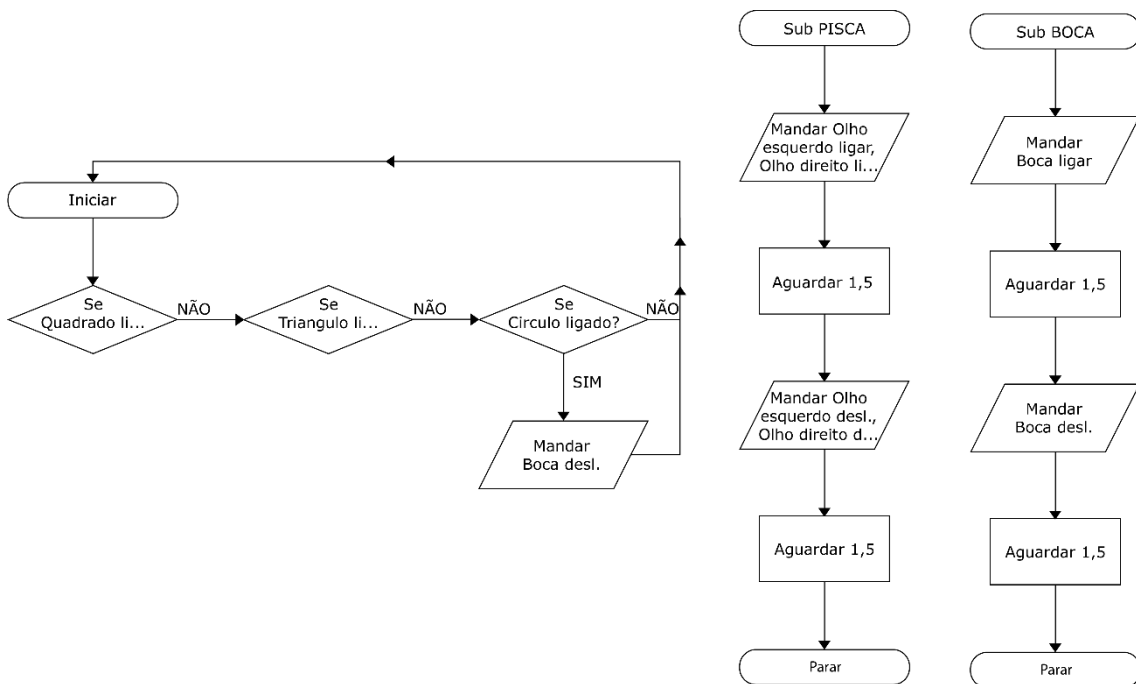 Iniciar
Se
Quadrado li...
NÃO
Se
Triangulo li...
NÃO
Se
Círculo ligado?
NÃO
SIM
Mandar
Boca desl.
Sub PISCA
Mandar Olho
esquerdo ligar,
Olho direito li...
Aguardar 1,5
Mandar Olho
esquerdo desl.,
Olho direito d...
Aguardar 1,5
Parar
Sub BOCA
Mandar
Boca ligar
Aguardar 1,5
Mandar
Boca desl.
Aguardar 1,5
Parar